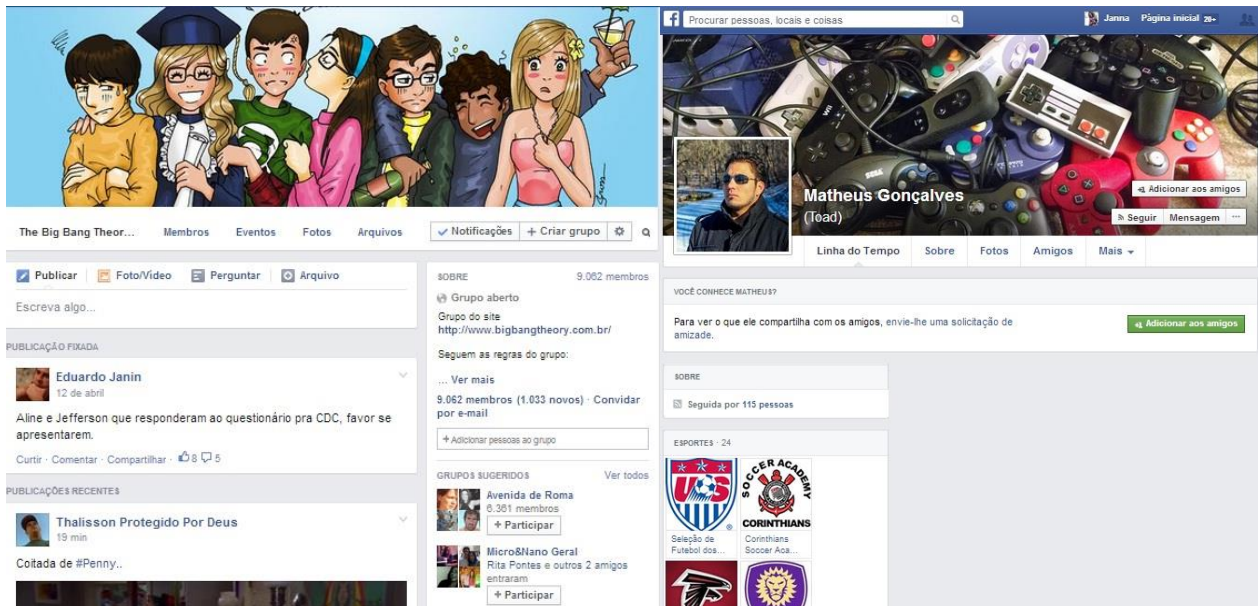 The Big Bang Theor...
Membros
Eventos
Fotos
Arquivos
Notificações
+ Criar grupo
Publicar
Foto/Vídeo
Perguntar
Arquivo
Escreva algo...
PUBLICAÇÃO FIXADA
Eduardo Janin
12 de abril
Aline e Jefferson que responderam ao questionário pra CDC, favor se
apresentarem.
Curtir · Comentar · Compartilhar · 8 5
PUBLICAÇÕES RECENTES
Thalisson Protegido Por Deus
19 min
Coitada de #Penny..
SOBRE
9.062 membros
Grupo aberto
Grupo do site
http://www.bigbangtheory.com.br/
Seguem as regras do grupo:
... Ver mais
9.062 membros (1.033 novos) · Convidar
por e-mail
+ Adicionar pessoas ao grupo
GRUPOS SUGERIDOS
Ver todos
Avenida de Roma
6.361 membros
+ Participar
Micro&Nano Geral
Rita Pontes e outros 2 amigos
entraram
+ Participar
Procurar pessoas, locais e coisas
Janna
Página inicial 20+
Wii
SEGA
Matheus Gonçalves
(Toad)
Adicionar aos amigos
Seguir
Mensagem
...
Linha do Tempo
Sobre
Fotos
Amigos
Mais
VOCÊ CONHECE MATHEUS?
Para ver o que ele compartilha com os amigos, envie-lhe uma solicitação de
amizade.
Adicionar aos amigos
SOBRE
Seguida por 115 pessoas
ESPORTES · 24
US
SOCCER ACADEMY
CORINTHIANS
Seleção de
Futebol dos...
Corinthians
Soccer Aca...